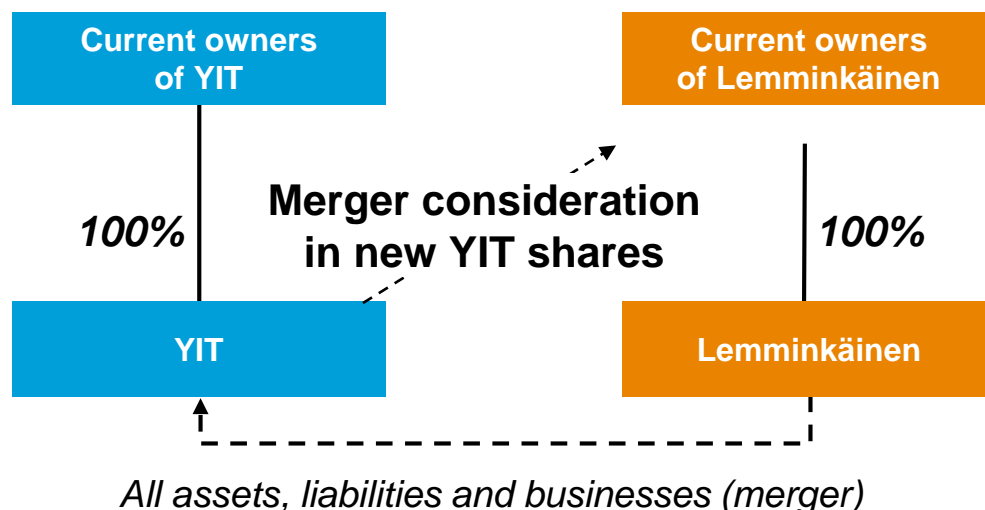 Current owners
of YIT
Current owners
of Lemminkäinen
Merger consideration
in new YIT shares
100%
100%
YIT
Lemminkäinen
All assets, liabilities and businesses (merger)